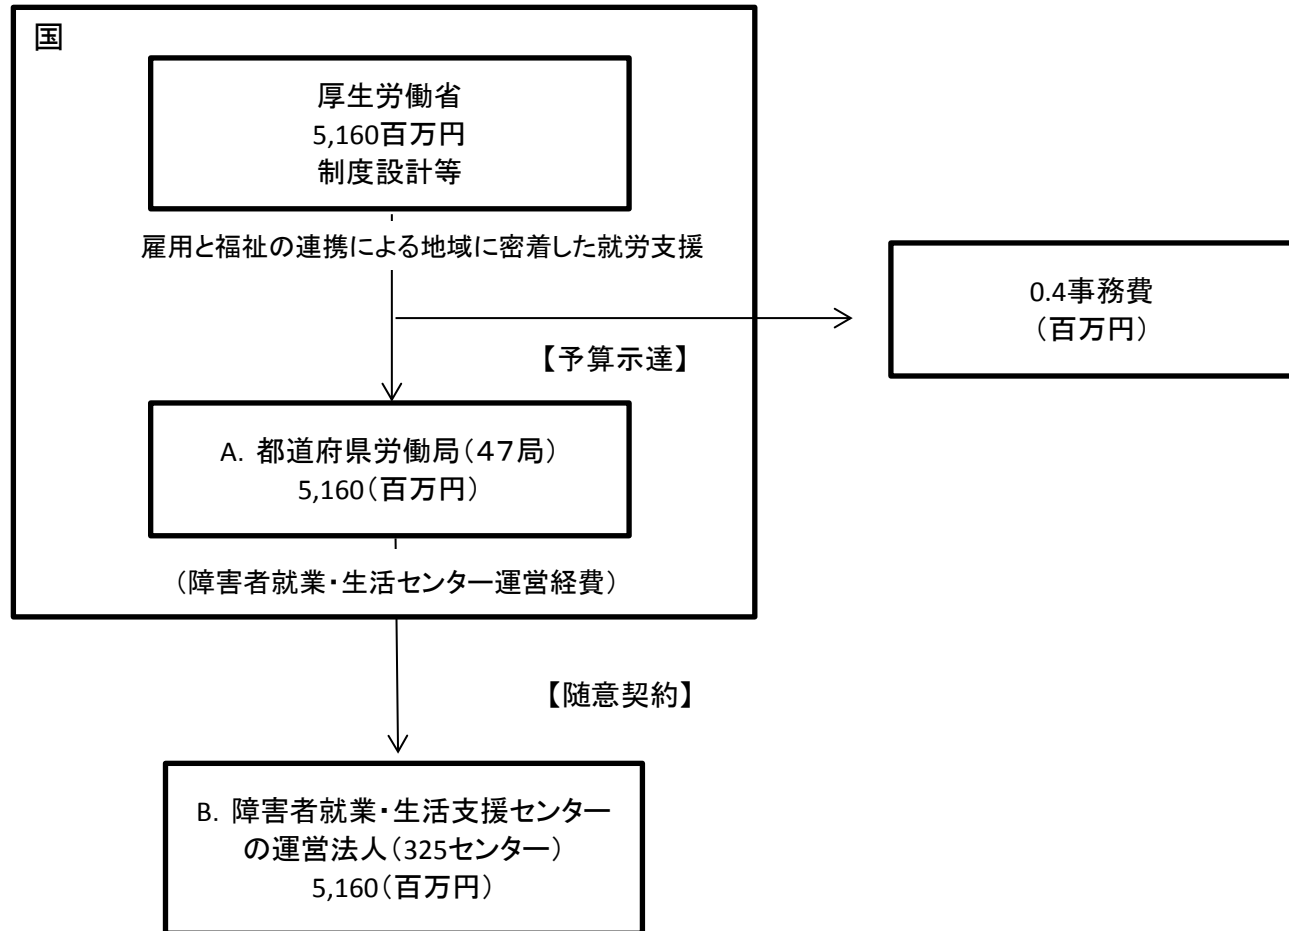 国
厚生労働省
5,160百万円
制度設計等
雇用と福祉の連携による地域に密着した就労支援
0.4事務費
（百万円）
【予算示達】
A. 都道府県労働局（４７局）
5,160（百万円）
（障害者就業・生活センター運営経費）
【随意契約】
B. 障害者就業・生活支援センター
の運営法人（325センター）
5,160（百万円）